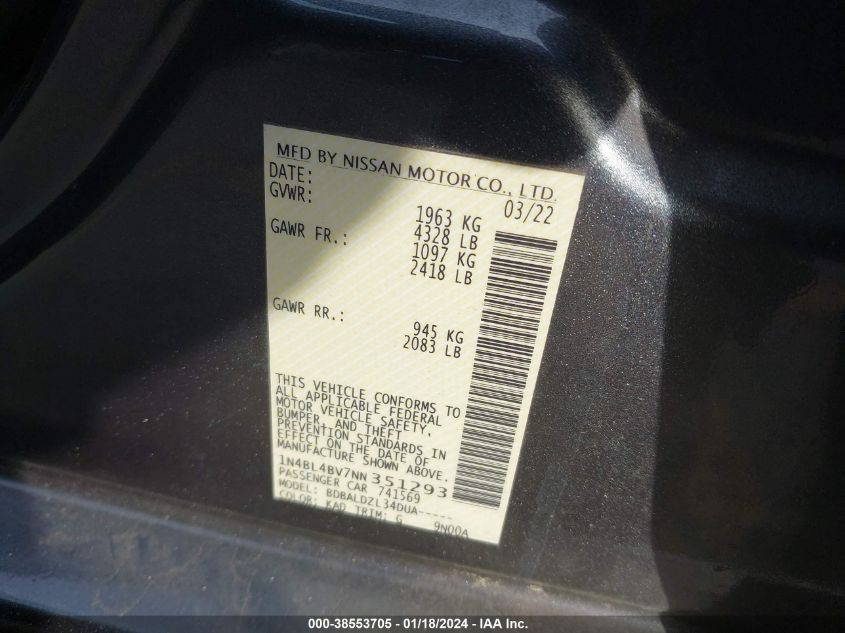 MFD BY NISSAN MOTOR CO., LTD.
DATE: 03/22
GVWR: 1963 KG
4328 LB
GAWR FR.: 1097 KG
2418 LB
GAWR RR.: 945 KG
2083 LB
THIS VEHICLE CONFORMS TO
ALL APPLICABLE FEDERAL
MOTOR VEHICLE SAFETY,
BUMPER, AND THEFT
PREVENTION STANDARDS IN
EFFECT ON THE DATE OF
MANUFACTURE SHOWN ABOVE.
1N4BL4BV7NN351293
PASSENGER CAR 741569
MODEL: BDBALDZL34DUA-----
COLOR: KAD TRIM: G 9N00A
000-38553705 - 01/18/2024 - IAA Inc.